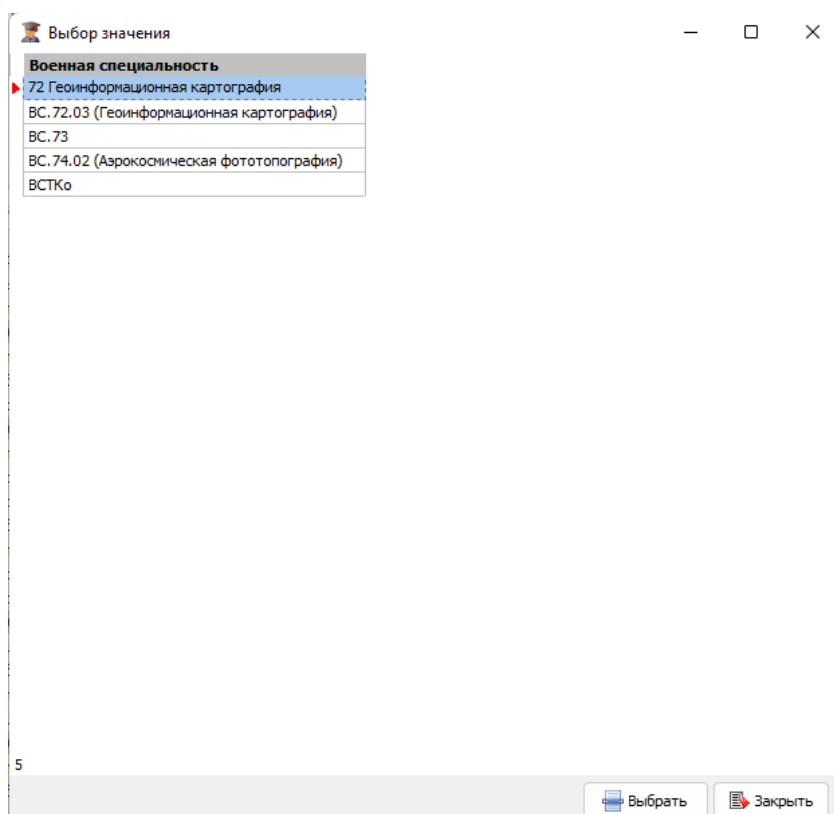 Выбор значения
Военная специальность
72 Геоинформационная картография
ВС.72.03 (Геоинформационная картография)
ВС.73
ВС.74.02 (Аэрокосмическая фототопография)
ВСТКо
5
Выбрать
Закрыть